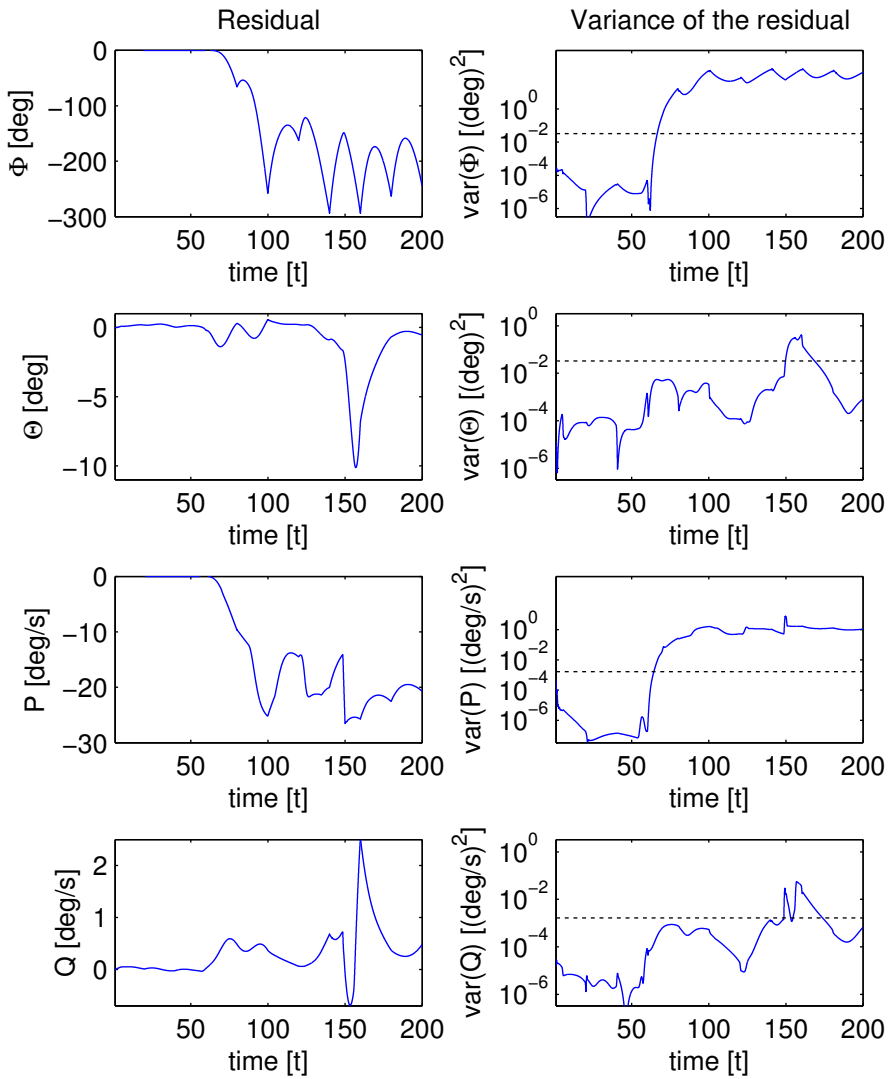 Residual
Variance of the residual
0
−100
−200
−300
Φ [deg]
50 100 150 200
time [t]
10^0
10^−2
10^−4
10^−6
var(Φ) [(deg)^2]
50 100 150 200
time [t]
0
−5
−10
Θ [deg]
50 100 150 200
time [t]
10^0
10^−2
10^−4
10^−6
var(Θ) [(deg)^2]
50 100 150 200
time [t]
0
−10
−20
−30
P [deg/s]
50 100 150 200
time [t]
10^0
10^−2
10^−4
10^−6
var(P) [(deg/s)^2]
50 100 150 200
time [t]
2
1
0
Q [deg/s]
50 100 150 200
time [t]
10^0
10^−2
10^−4
10^−6
var(Q) [(deg/s)^2]
50 100 150 200
time [t]